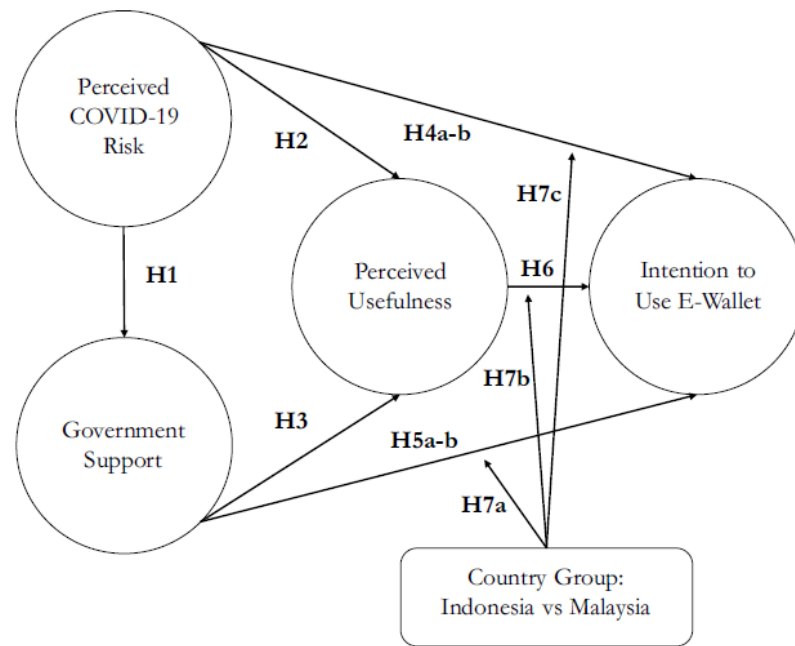 Perceived
COVID-19
Risk
H2
H4a-b
H7c
H1
Perceived
Usefulness
H6
Intention to
Use E-Wallet
H7b
Government
Support
H3
H5a-b
H7a
Country Group:
Indonesia vs Malaysia